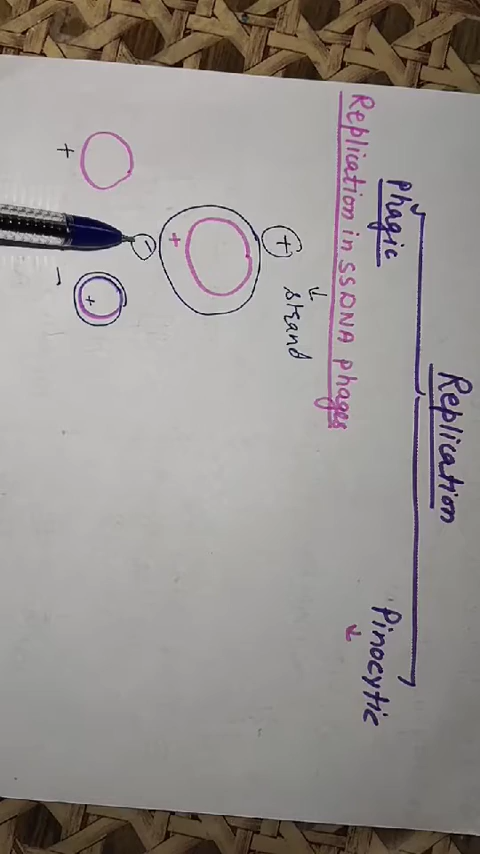 Replication
Phagic
Pinocytic
Replication in SSDNA phages
+
strand
+
-
+
+
-